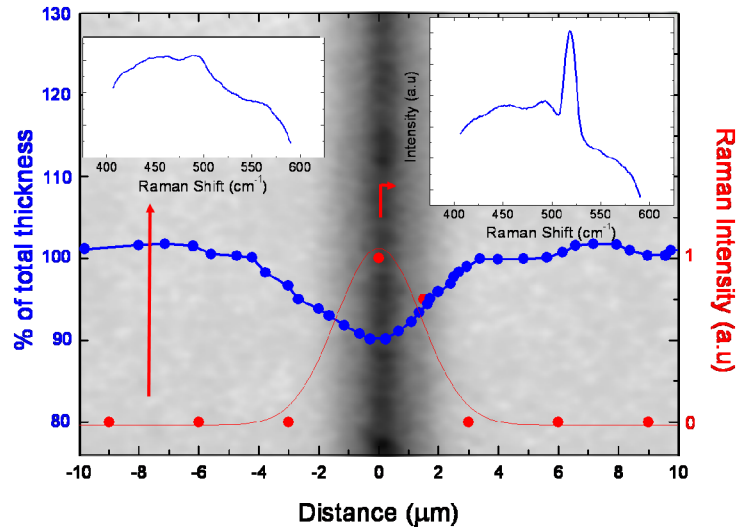 130
120
110
100
90
80
% of total thickness
400 450 500 550 600
Raman Shift (cm-1)
Intensity (a.u)
400 450 500 550 600
Raman Shift (cm-1)
1
0
Raman Intensity (a.u)
-10 -8 -6 -4 -2 0 2 4 6 8 10
Distance (μm)